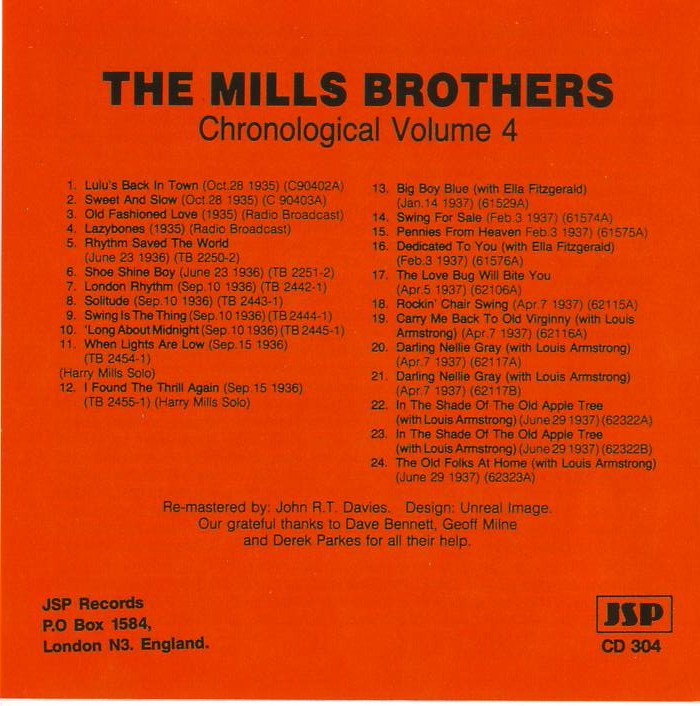 THE MILLS BROTHERS
Chronological Volume 4
1. Lulu's Back In Town (Oct.28 1935) (C90402A)
2. Sweet And Slow (Oct.28 1935) (C 90403A)
3. Old Fashioned Love (1935) (Radio Broadcast)
4. Lazybones (1935) (Radio Broadcast)
5. Rhythm Saved The World
(June 23 1936) (TB 2250-2)
6. Shoe Shine Boy (June 23 1936) (TB 2251-2)
7. London Rhythm (Sep.10 1936) (TB 2442-1)
8. Solitude (Sep.10 1936) (TB 2443-1)
9. Swing Is The Thing (Sep.10 1936) (TB 2444-1)
10. 'Long About Midnight (Sep.10 1936) (TB 2445-1)
11. When Lights Are Low (Sep.15 1936)
(TB 2454-1)
(Harry Mills Solo)
12. I Found The Thrill Again (Sep.15 1936)
(TB 2455-1) (Harry Mills Solo)
13. Big Boy Blue (with Ella Fitzgerald)
(Jan.14 1937) (61529A)
14. Swing For Sale (Feb.3 1937) (61574A)
15. Pennies From Heaven Feb.3 1937) (61575A)
16. Dedicated To You (with Ella Fitzgerald)
(Feb.3 1937) (61576A)
17. The Love Bug Will Bite You
(Apr.5 1937) (62106A)
18. Rockin' Chair Swing (Apr.7 1937) (62115A)
19. Carry Me Back To Old Virginny (with Louis
Armstrong) (Apr.7 1937) (62116A)
20. Darling Nellie Gray (with Louis Armstrong)
(Apr.7 1937) (62117A)
21. Darling Nellie Gray (with Louis Armstrong)
(Apr.7 1937) (62117B)
22. In The Shade Of The Old Apple Tree
(with Louis Armstrong) (June 29 1937) (62322A)
23. In The Shade Of The Old Apple Tree
(with Louis Armstrong) (June 29 1937) (62322B)
24. The Old Folks At Home (with Louis Armstrong)
(June 29 1937) (62323A)
Re-mastered by: John R.T. Davies. Design: Unreal Image.
Our grateful thanks to Dave Bennett, Geoff Milne
and Derek Parkes for all their help.
JSP Records
P.O Box 1584,
London N3. England.
JSP
CD 304